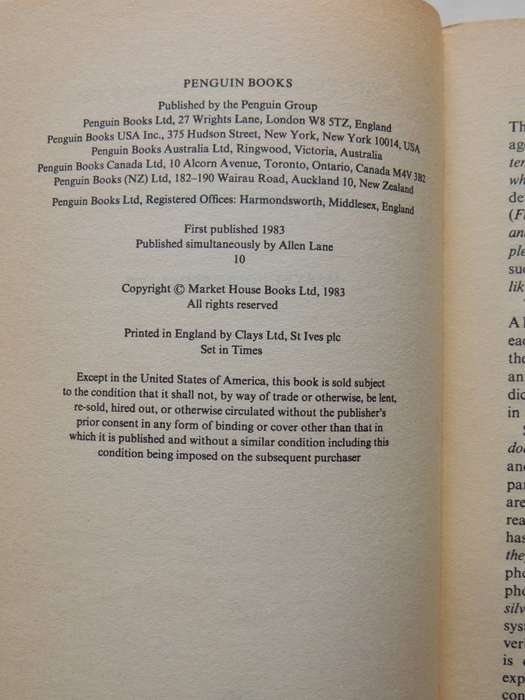 PENGUIN BOOKS
Published by the Penguin Group
Penguin Books Ltd, 27 Wrights Lane, London W8 5TZ, England
Penguin Books USA Inc., 375 Hudson Street, New York, New York 10014, USA
Penguin Books Australia Ltd, Ringwood, Victoria, Australia
Penguin Books Canada Ltd, 10 Alcorn Avenue, Toronto, Ontario, Canada M4V 3B2
Penguin Books (NZ) Ltd, 182–190 Wairau Road, Auckland 10, New Zealand
Penguin Books Ltd, Registered Offices: Harmondsworth, Middlesex, England
First published 1983
Published simultaneously by Allen Lane
10
Copyright © Market House Books Ltd, 1983
All rights reserved
Printed in England by Clays Ltd, St Ives plc
Set in Times
Except in the United States of America, this book is sold subject
to the condition that it shall not, by way of trade or otherwise, be lent,
re-sold, hired out, or otherwise circulated without the publisher's
prior consent in any form of binding or cover other than that in
which it is published and without a similar condition including this
condition being imposed on the subsequent purchaser